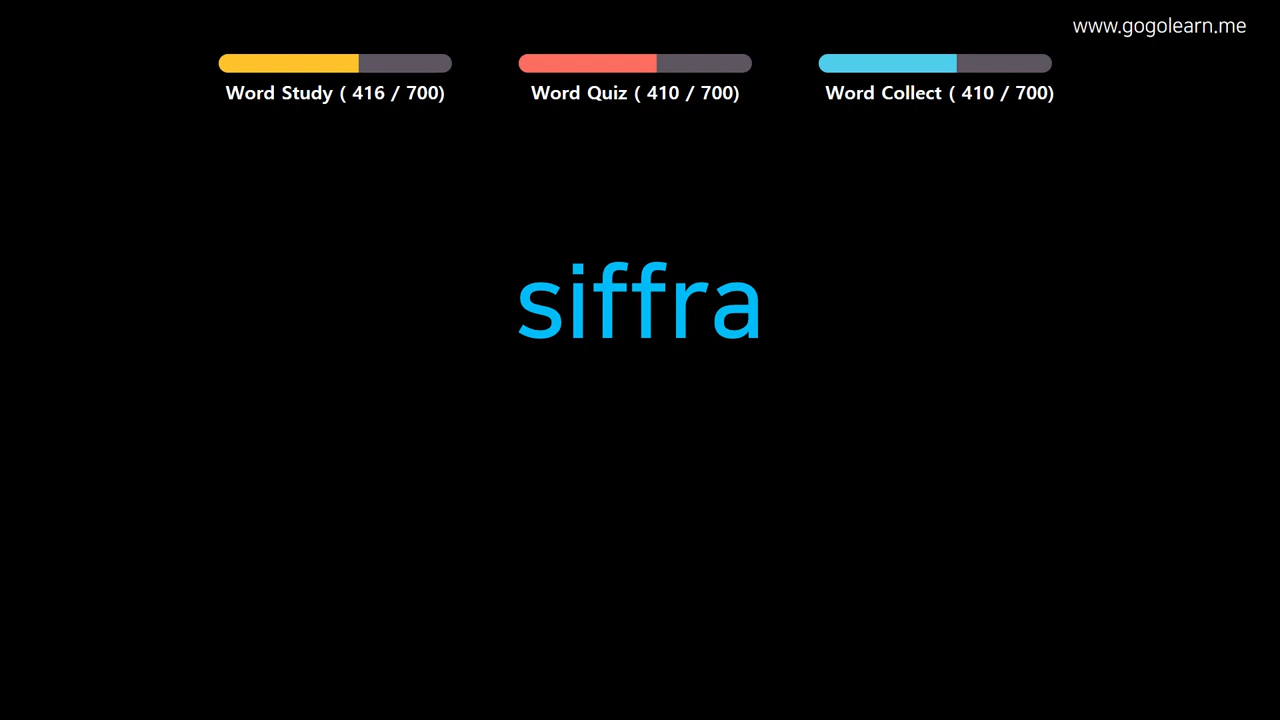 www.gogolearn.me
Word Study ( 416 / 700)
Word Quiz ( 410 / 700)
Word Collect ( 410 / 700)
siffra